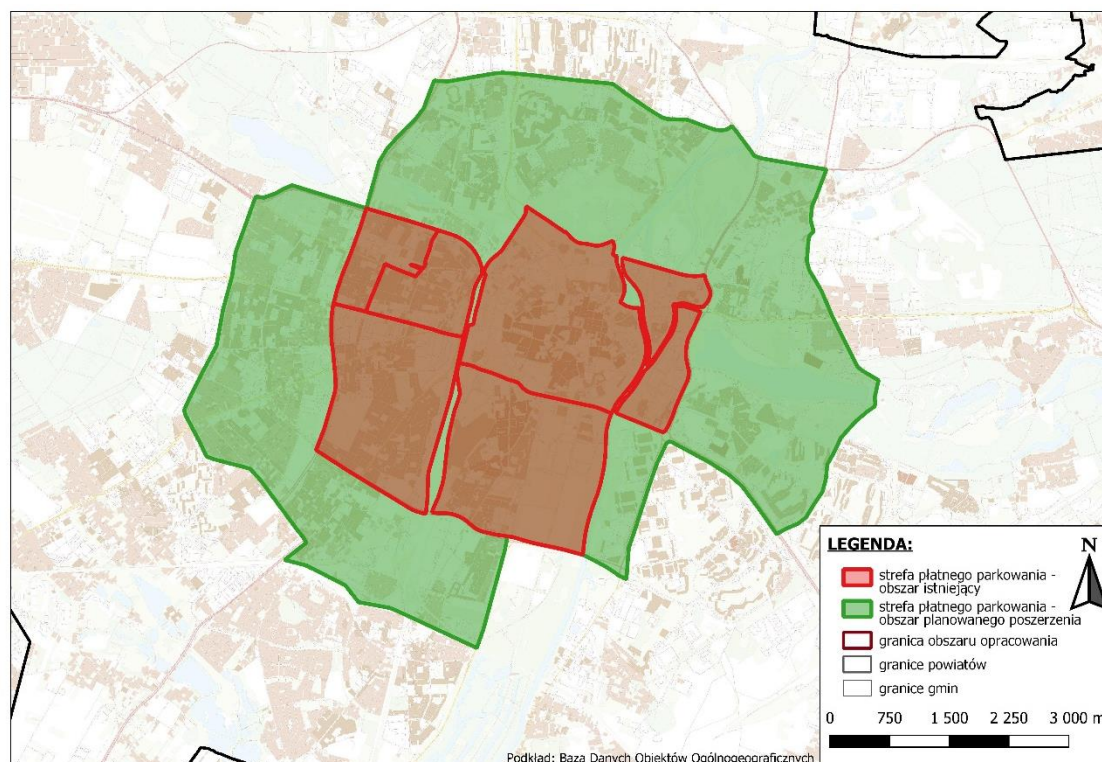 LEGENDA:
N
strefa płatnego parkowania -
obszar istniejący
strefa płatnego parkowania -
obszar planowanego poszerzenia
granica obszaru opracowania
granice powiatów
granice gmin
0 750 1 500 2 250 3 000 m
Podkład: Baza Danych Obiektów Ogólnogeograficznych